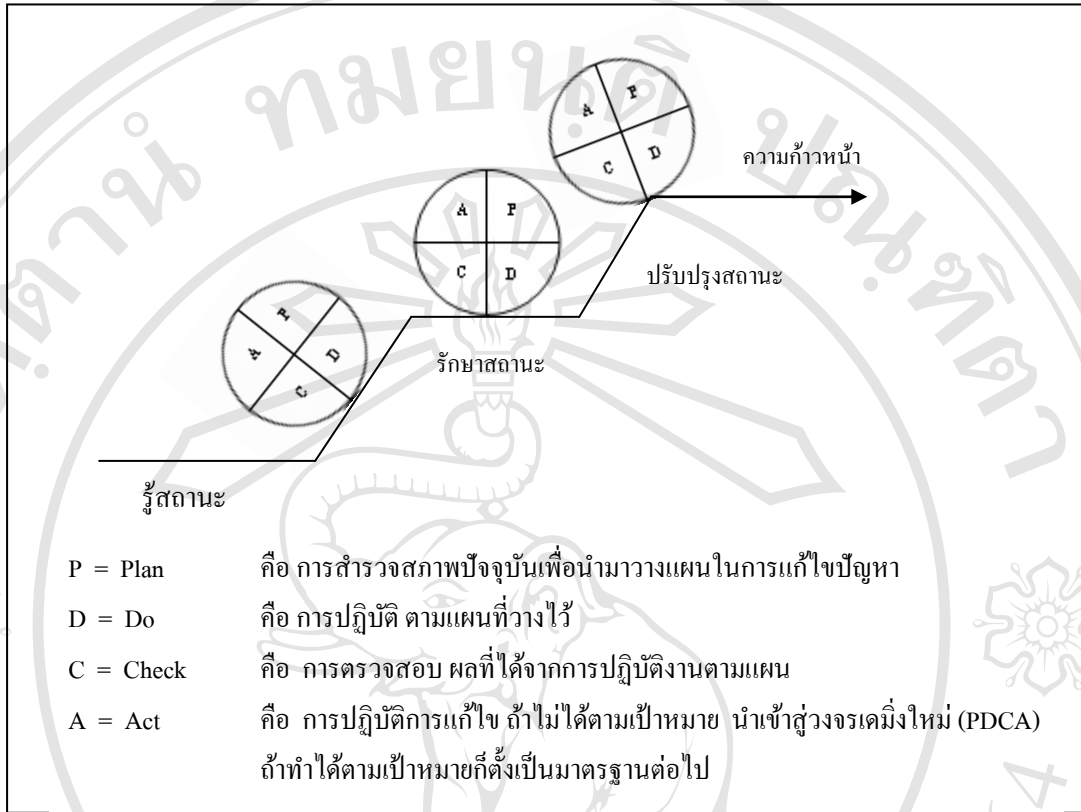 A P
C D
ความก้าวหน้า
A P
C D
ปรับปรุงสถานะ
P
A D
C
รักษาสถานะ
รู้สถานะ
P = Plan คือ การสำรวจสภาพปัจจุบันเพื่อนำมาวางแผนในการแก้ไขปัญหา
D = Do คือ การปฏิบัติ ตามแผนที่วางไว้
C = Check คือ การตรวจสอบ ผลที่ได้จากการปฏิบัติงานตามแผน
A = Act คือ การปฏิบัติการแก้ไข ถ้าไม่ได้ตามเป้าหมาย นำเข้าสู่วงจรเดมิ่งใหม่ (PDCA)
ถ้าทำได้ตามเป้าหมายก็ตั้งเป็นมาตรฐานต่อไป